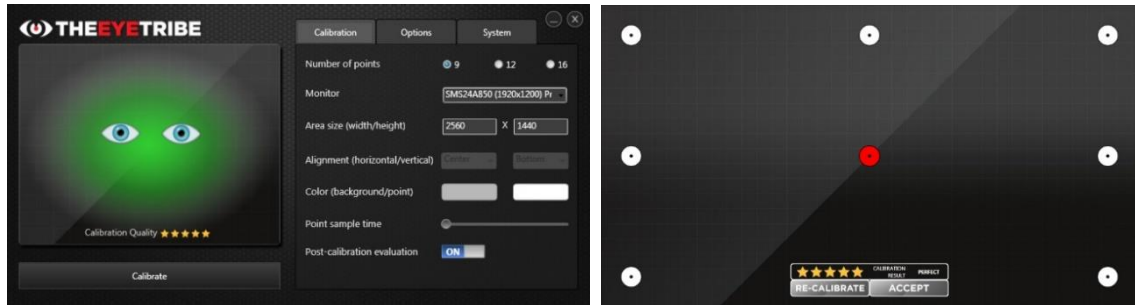 THEEYETRIBE
Calibration Quality
Calibrate
Calibration Options System
Number of points 9 12 16
Monitor SMS24A850 (1920x1200) Pr
Area size (width/height) 2560 X 1440
Alignment (horizontal/vertical) Center Bottom
Color (background/point)
Point sample time
Post-calibration evaluation ON
CALIBRATION RESULT PERFECT
RE-CALIBRATE ACCEPT